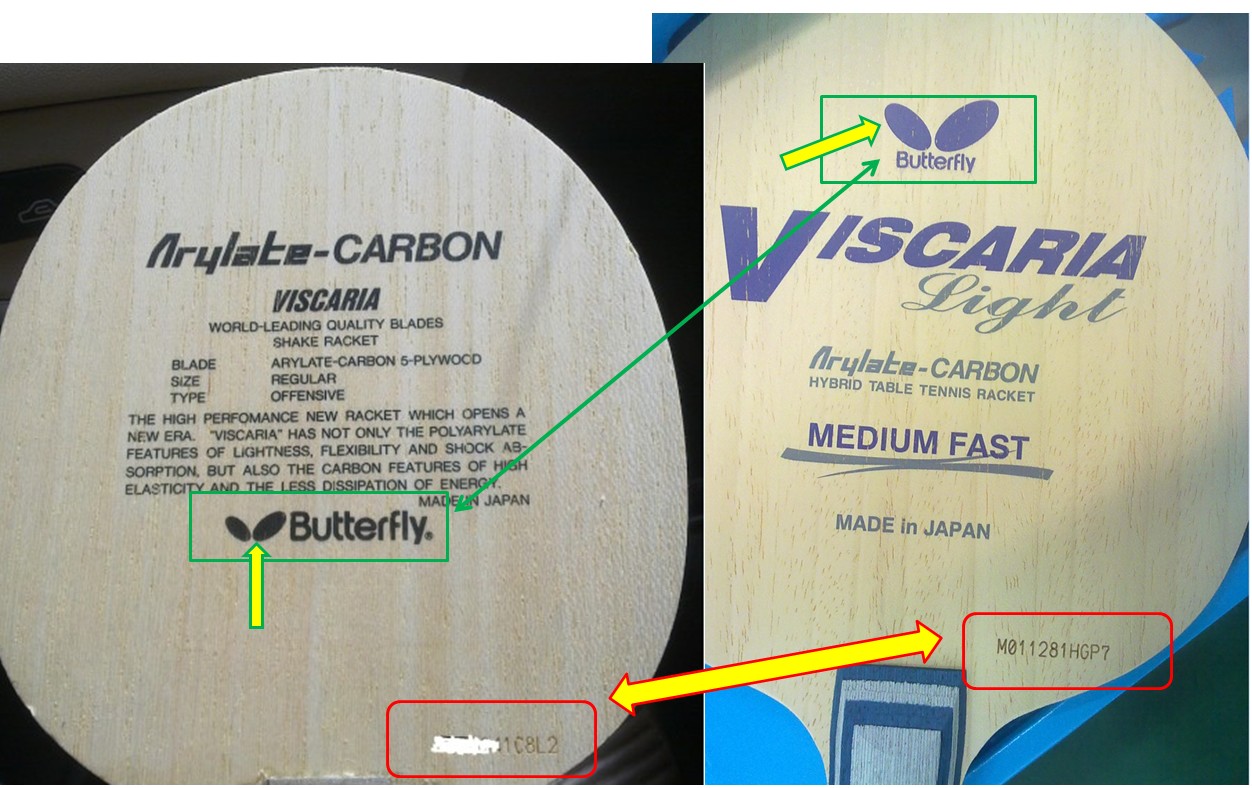 Arylate-CARBON
VISCARIA
WORLD-LEADING QUALITY BLADES
SHAKE RACKET
BLADE ARYLATE-CARBON 5-PLYWOOD
SIZE REGULAR
TYPE OFFENSIVE
THE HIGH PERFOMANCE NEW RACKET WHICH OPENS A
NEW ERA. "VISCARIA" HAS NOT ONLY THE POLYARYLATE
FEATURES OF LIGHTNESS, FLEXIBILITY AND SHOCK AB-
SORPTION, BUT ALSO THE CARBON FEATURES OF HIGH
ELASTICITY AND THE LESS DISSIPATION OF ENERGY.
MADE IN JAPAN
Butterfly®
Butterfly
VISCARIA
Light
Arylate-CARBON
HYBRID TABLE TENNIS RACKET
MEDIUM FAST
MADE in JAPAN
M011281HGP7